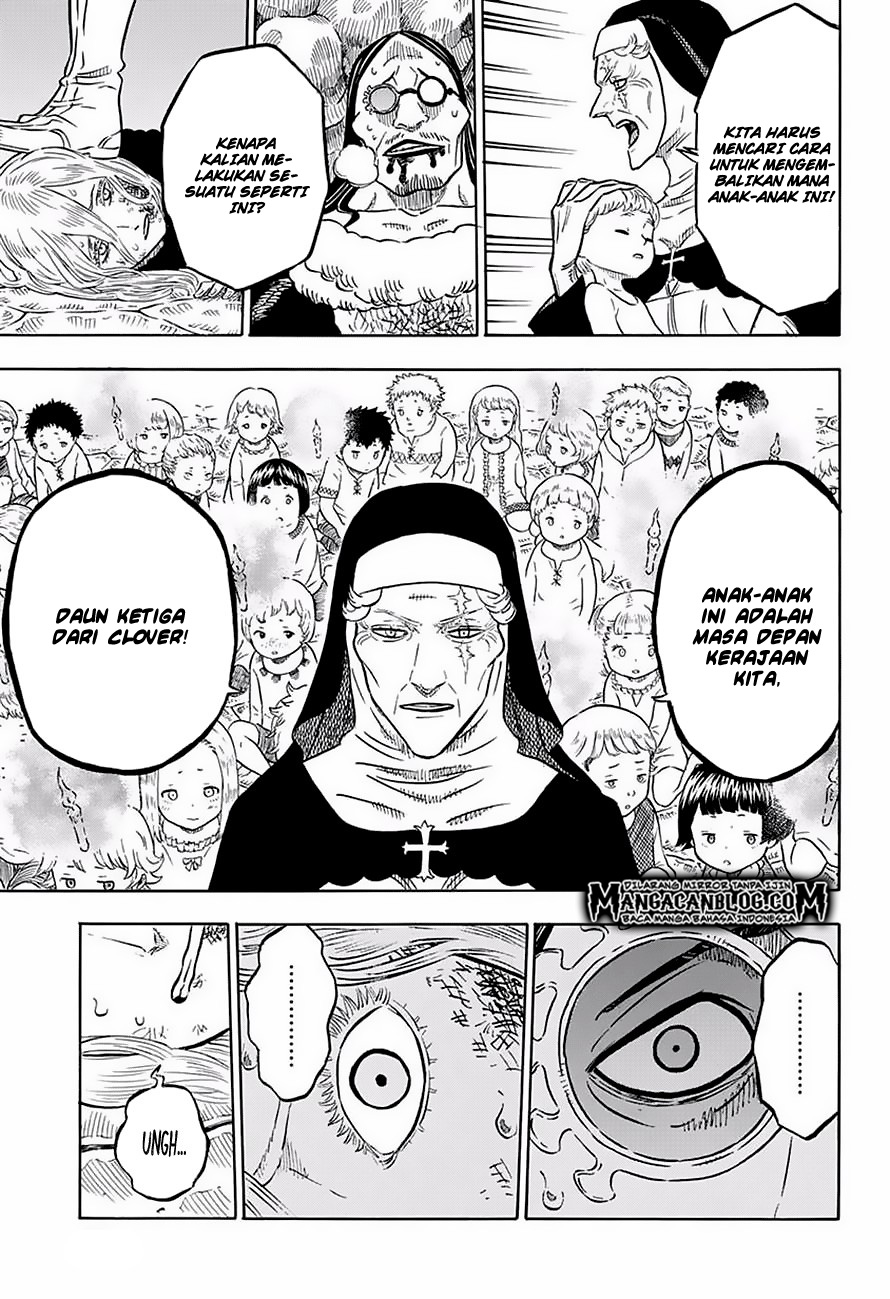 KITA HARUS
MENCARI CARA
UNTUK MENGEM-
BALIKAN MANA
ANAK-ANAK INI!
KENAPA
KALIAN ME-
LAKUKAN SE-
SUATU SEPERTI
INI?
ANAK-ANAK
INI ADALAH
MASA DEPAN
KERAJAAN
KITA,
DAUN KETIGA
DARI CLOVER!
DILARANG MIRROR TANPA IJIN
MANGACANBLOG.COM
BACA MANGA BAHASA INDONESIA
.........
.........
UNGH...